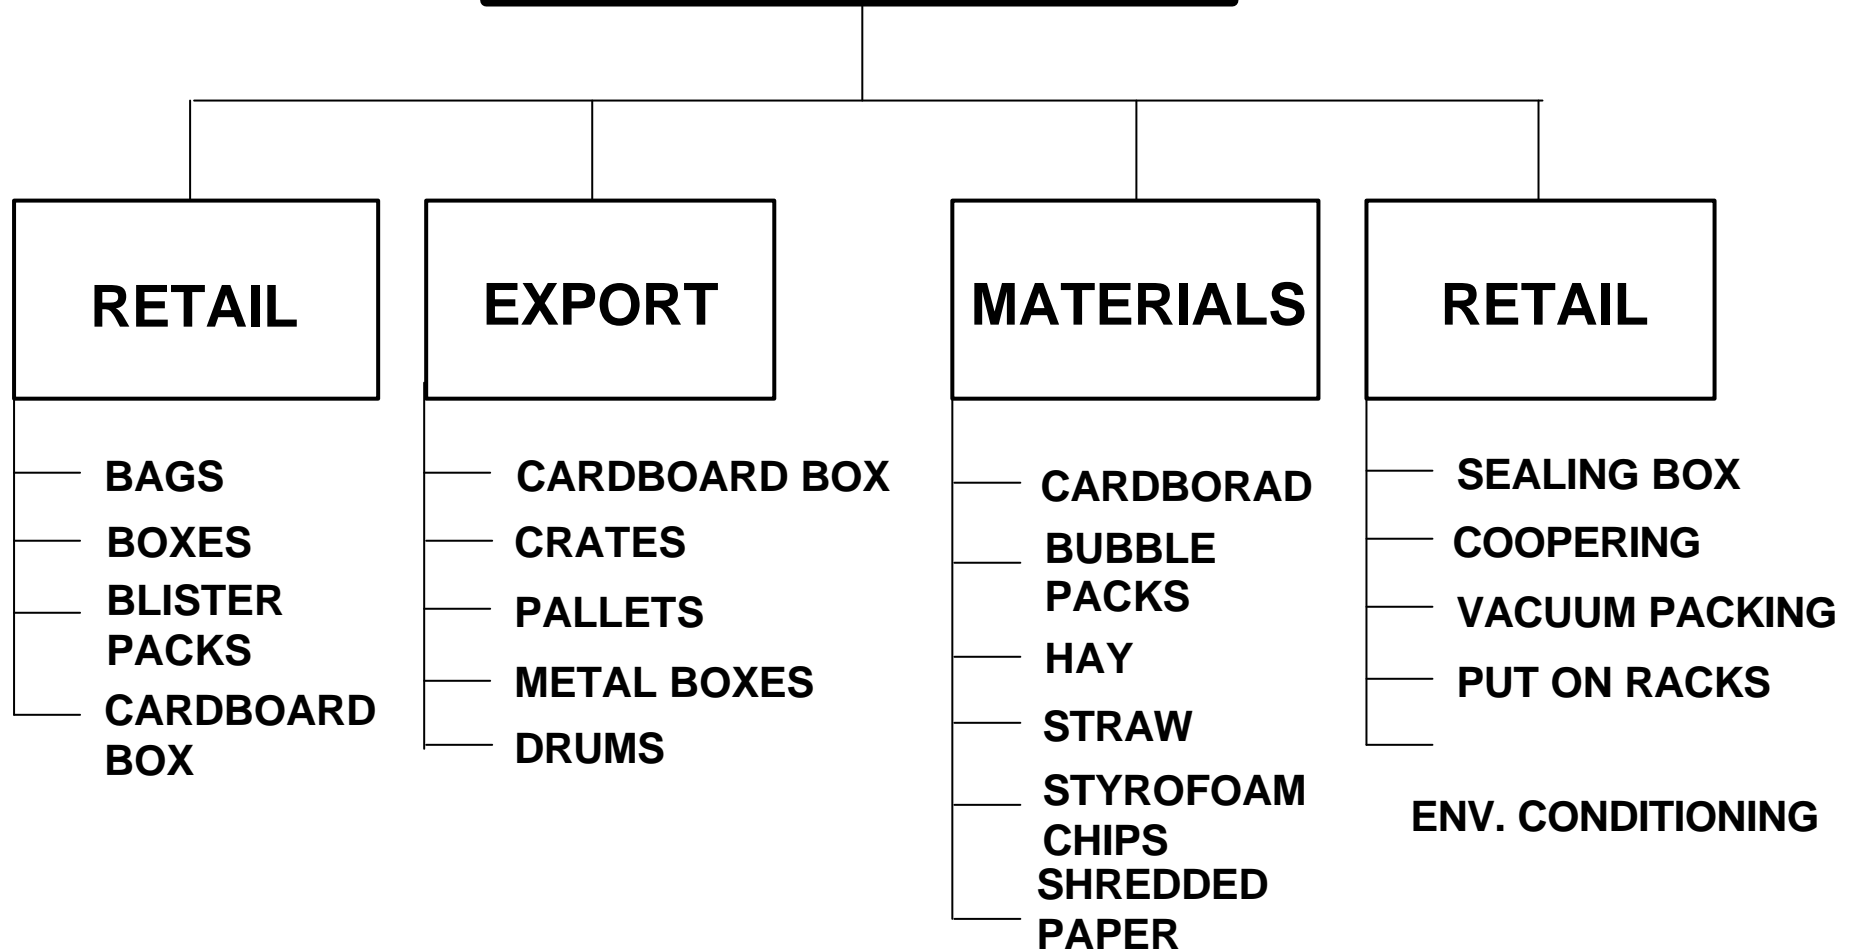 RETAIL
EXPORT
MATERIALS
RETAIL
BAGS
BOXES
BLISTER
PACKS
CARDBOARD
BOX
CARDBOARD BOX
CRATES
PALLETS
METAL BOXES
DRUMS
CARDBORAD
BUBBLE
PACKS
HAY
STRAW
STYROFOAM
CHIPS
SHREDDED
PAPER
SEALING BOX
COOPERING
VACUUM PACKING
PUT ON RACKS
ENV. CONDITIONING